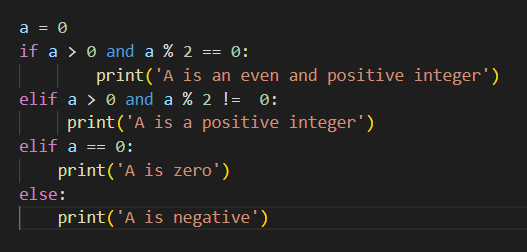 a = 0
if a > 0 and a % 2 == 0:
        print('A is an even and positive integer')
elif a > 0 and a % 2 !=  0:
     print('A is a positive integer')
elif a == 0:
    print('A is zero')
else:
    print('A is negative')